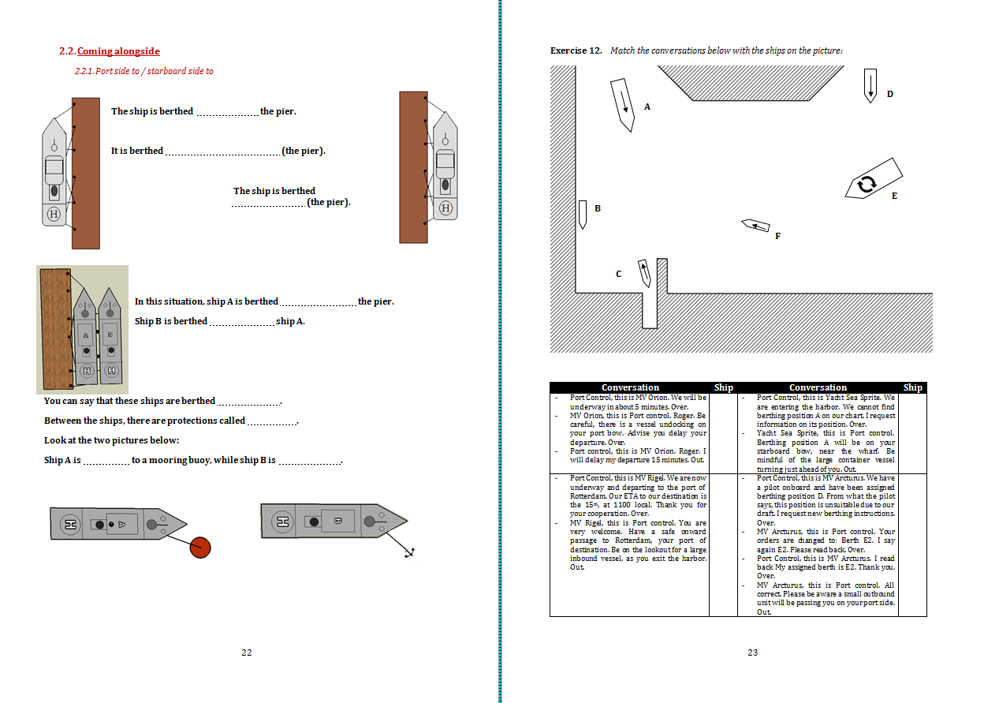 2.2. Coming alongside
2.2.1. Port side to / starboard side to
The ship is berthed ................... the pier.
It is berthed ................................... (the pier).
The ship is berthed
...................... (the pier).
H
H
In this situation, ship A is berthed ....................... the pier.
Ship B is berthed .................... ship A.
A
B
H
H
You can say that these ships are berthed ....................
Between the ships, there are protections called ................
Look at the two pictures below:
Ship A is .............. to a mooring buoy, while ship B is ....................
H
A
H
B
22
Exercise 12. Match the conversations below with the ships on the picture:
A
D
E
B
F
C
Conversation Ship Conversation Ship
- Port Control, this is MV Orion. We will be
underway in about 5 minutes. Over.
- MV Orion, this is Port control. Roger. Be
careful, there is a vessel undocking on
your port bow. Advise you delay your
departure. Over.
- Port control, this is MV Orion. Roger. I
will delay my departure 15 minutes. Out.
- Port Control, this is Yacht Sea Sprite. We
are entering the harbor. We cannot find
berthing position A on our chart. I request
information on its position. Over.
- Yacht Sea Sprite, this is Port control.
Berthing position A will be on your
starboard bow, near the wharf. Be
mindful of the large container vessel
turning just ahead of you. Out.
- Port Control, this is MV Rigel. We are now
underway and departing to the port of
Rotterdam. Our ETA to our destination is
the 15th, at 1100 local. Thank you for
your cooperation. Over.
- MV Rigel, this is Port control. You are
very welcome. Have a safe onward
passage to Rotterdam, your port of
destination. Be on the lookout for a large
inbound vessel, as you exit the harbor.
Out.
- Port Control, this is MV Arcturus. We have
a pilot onboard and have been assigned
berthing position D. From what the pilot
says, this position is unsuitable due to our
draft. I request new berthing instructions.
Over.
- MV Arcturus, this is Port control. Your
orders are changed to: Berth E2. I say
again E2. Please read back. Over.
- Port Control, this is MV Arcturus. I read
back My assigned berth is E2. Thank you.
Over.
- MV Arcturus, this is Port control. All
correct. Please be aware a small outbound
unit will be passing you on your port side.
Out.
23